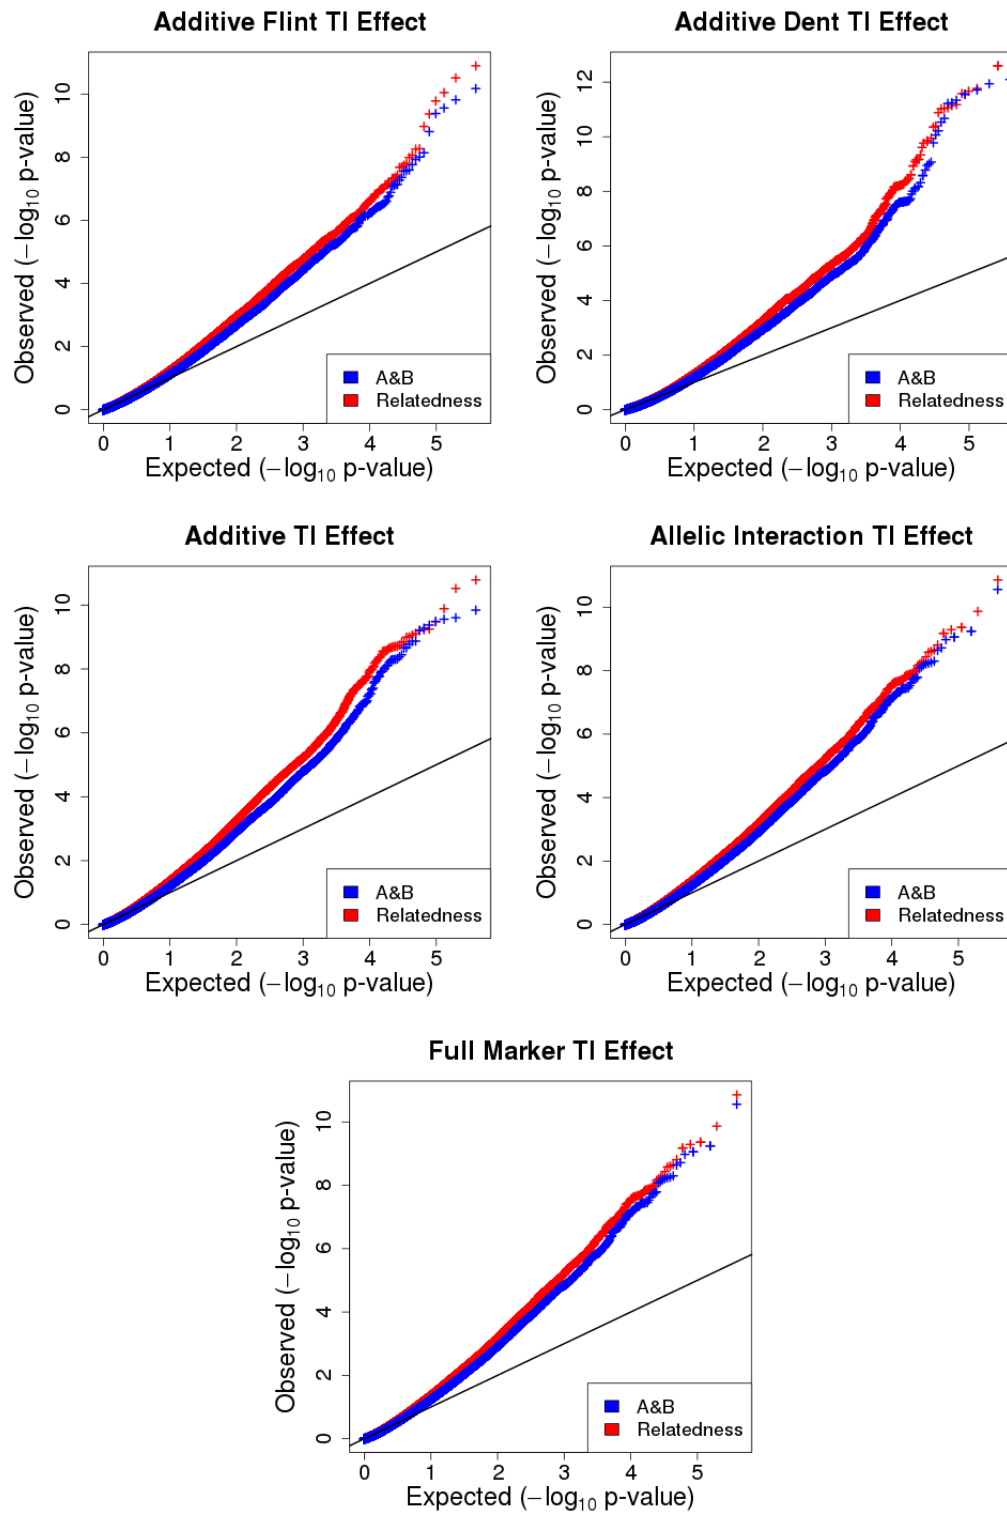 Additive Flint TI Effect
Observed (−log10 p-value)
0 2 4 6 8 10
0 1 2 3 4 5
Expected (−log10 p-value)
A&B
Relatedness
Additive Dent TI Effect
Observed (−log10 p-value)
0 2 4 6 8 10 12
0 1 2 3 4 5
Expected (−log10 p-value)
A&B
Relatedness
Additive TI Effect
Observed (−log10 p-value)
0 2 4 6 8 10
0 1 2 3 4 5
Expected (−log10 p-value)
A&B
Relatedness
Allelic Interaction TI Effect
Observed (−log10 p-value)
0 2 4 6 8 10
0 1 2 3 4 5
Expected (−log10 p-value)
A&B
Relatedness
Full Marker TI Effect
Observed (−log10 p-value)
0 2 4 6 8 10
0 1 2 3 4 5
Expected (−log10 p-value)
A&B
Relatedness